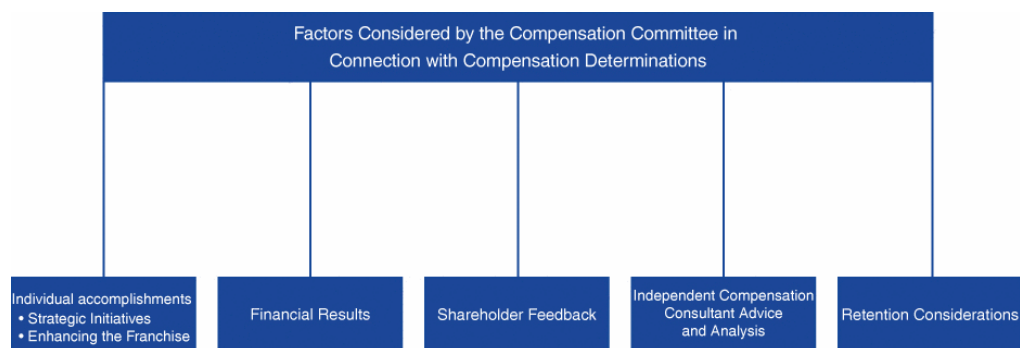 Factors Considered by the Compensation Committee in
Connection with Compensation Determinations
Individual accomplishments
• Strategic Initiatives
• Enhancing the Franchise
Financial Results
Shareholder Feedback
Independent Compensation
Consultant Advice
and Analysis
Retention Considerations